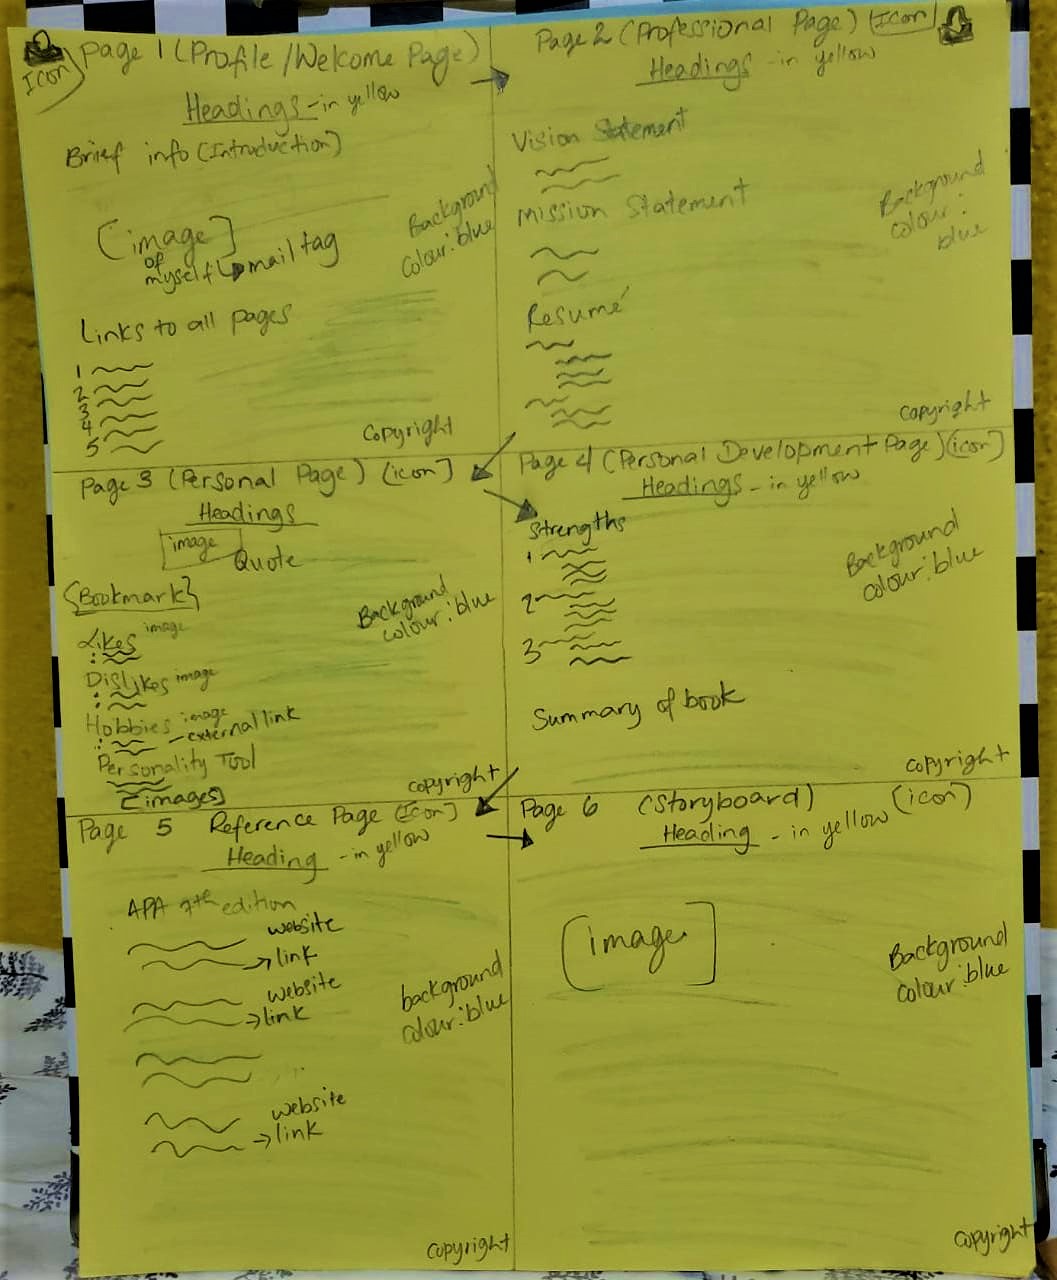 Icon
Page 1 (Profile/Welcome Page)
Headings - in yellow
Brief info (Introduction)
[image]
of
myself
mail tag
Background
colour: blue
Links to all pages
1
2
3
4
5
Copyright
Page 2 (Professional Page) (Icon)
Headings - in yellow
Vision Statement
Mission Statement
Background
colour:
blue
Resumé
Copyright
Page 3 (Personal Page) (icon]
Headings
image
Quote
{Bookmark}
Background
colour: blue
Likes image
Dislikes image
Hobbies image
- external link
Personality Tool
[images]
copyright
Page 4 (Personal Development Page) (icon]
Headings - in yellow
Strengths
1
2
3
Background
colour: blue
Summary of book
copyright
Page 5 Reference Page (Icon]
Heading - in yellow
APA 7th edition
website
link
website
link
background
colour: blue
website
link
copyright
Page 6 (Storyboard) (icon)
Heading - in yellow
[image]
Background
colour: blue
copyright